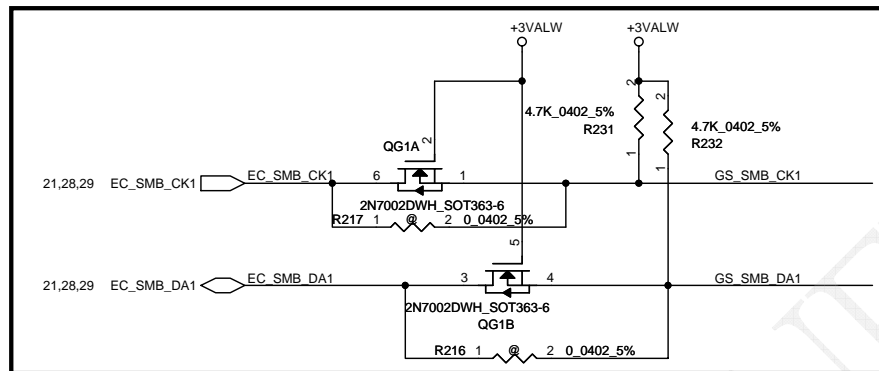 +3VALW +3VALW
2 2
4.7K_0402_5% 4.7K_0402_5%
R231 R232
QG1A 2
1 1
21,28,29 EC_SMB_CK1 EC_SMB_CK1 6 1 GS_SMB_CK1
2N7002DWH_SOT363-6
R217 1 @ 2 0_0402_5%
5
21,28,29 EC_SMB_DA1 EC_SMB_DA1 3 4 GS_SMB_DA1
2N7002DWH_SOT363-6
QG1B
R216 1 @ 2 0_0402_5%